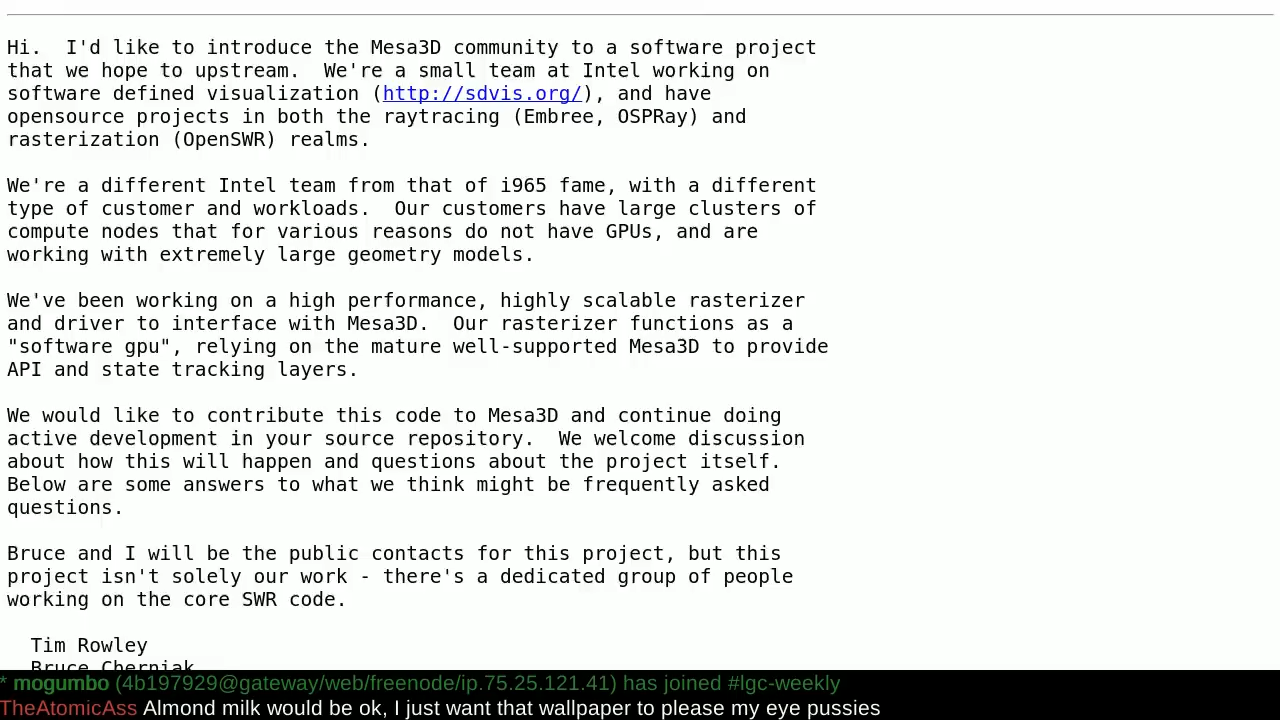 Hi.  I'd like to introduce the Mesa3D community to a software project
that we hope to upstream.  We're a small team at Intel working on
software defined visualization (http://sdvis.org/), and have
opensource projects in both the raytracing (Embree, OSPRay) and
rasterization (OpenSWR) realms.
We're a different Intel team from that of i965 fame, with a different
type of customer and workloads.  Our customers have large clusters of
compute nodes that for various reasons do not have GPUs, and are
working with extremely large geometry models.
We've been working on a high performance, highly scalable rasterizer
and driver to interface with Mesa3D.  Our rasterizer functions as a
"software gpu", relying on the mature well-supported Mesa3D to provide
API and state tracking layers.
We would like to contribute this code to Mesa3D and continue doing
active development in your source repository.  We welcome discussion
about how this will happen and questions about the project itself.
Below are some answers to what we think might be frequently asked
questions.
Bruce and I will be the public contacts for this project, but this
project isn't solely our work - there's a dedicated group of people
working on the core SWR code.
Tim Rowley
Bruce Cherniak
* mogumbo (4b197929@gateway/web/freenode/ip.75.25.121.41) has joined #lgc-weekly
TheAtomicAss Almond milk would be ok, I just want that wallpaper to please my eye pussies